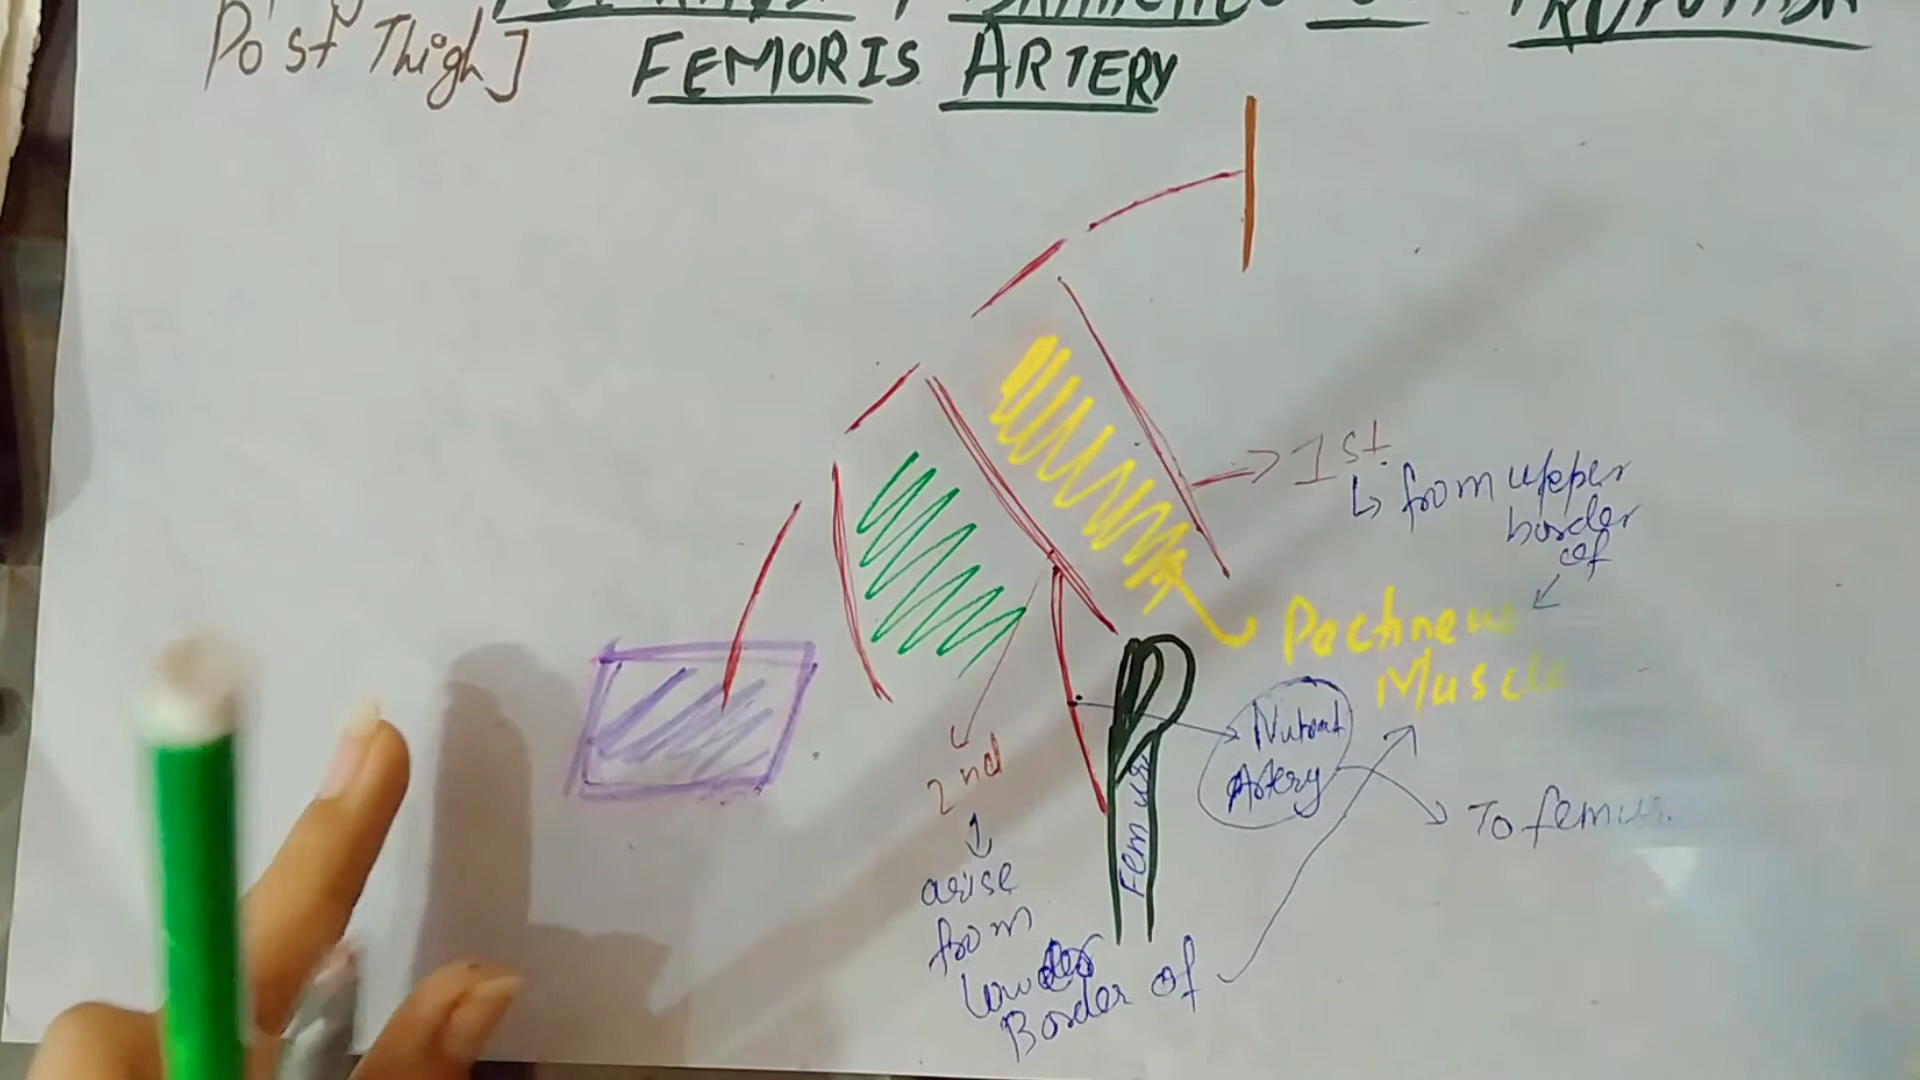 Post Thigh]
FEMORIS ARTERY
1st
↳ from upper
border
of
Pectineus
Muscle
Nutrient
Artery
To femur
Femur
2nd
arise
from
Border of